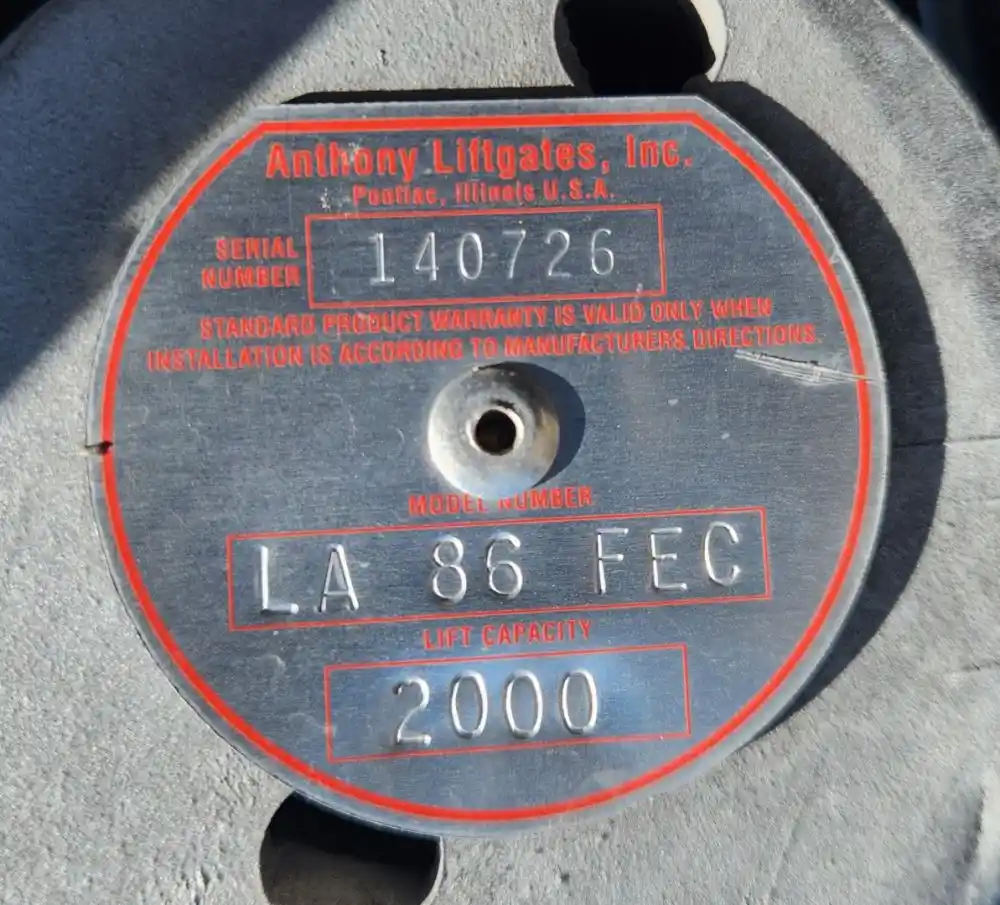 Anthony Liftgates, Inc.
Pontiac, Illinois U.S.A.
SERIAL
NUMBER
140726
STANDARD PRODUCT WARRANTY IS VALID ONLY WHEN
INSTALLATION IS ACCORDING TO MANUFACTURERS DIRECTIONS.
MODEL NUMBER
LA 86 FEC
LIFT CAPACITY
2000